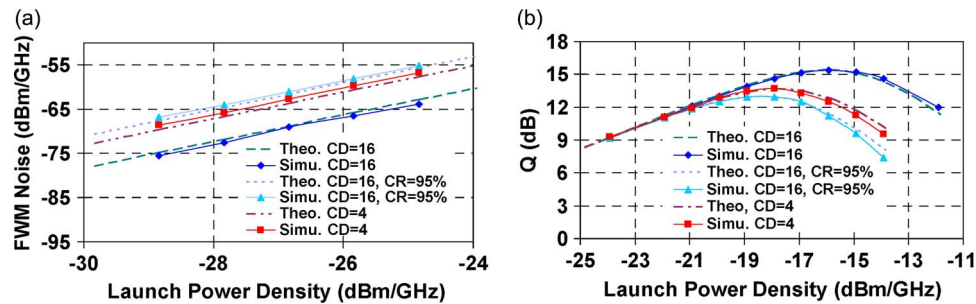 (a)
FWM Noise (dBm/GHz)
-55
-65
-75
-85
-95
Theo. CD=16
Simu. CD=16
Theo. CD=16, CR=95%
Simu. CD=16, CR=95%
Theo. CD=4
Simu. CD=4
-30
-28
-26
-24
Launch Power Density (dBm/GHz)
(b)
Q (dB)
18
15
12
9
6
3
0
Theo. CD=16
Simu. CD=16
Theo. CD=16, CR=95%
Simu. CD=16, CR=95%
Theo, CD=4
Simu. CD=4
-25
-23
-21
-19
-17
-15
-13
-11
Launch Power Density (dBm/GHz)